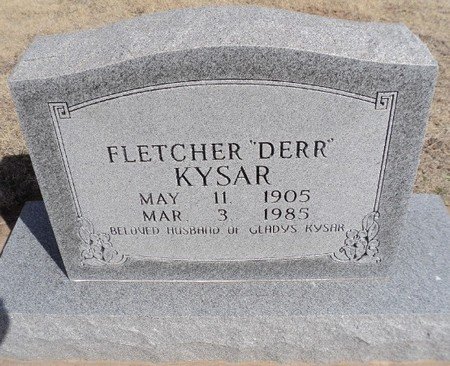 FLETCHER "DERR"
KYSAR
MAY 11 1905
MAR. 3 1985
BELOVED HUSBAND OF GLADYS KYSAR